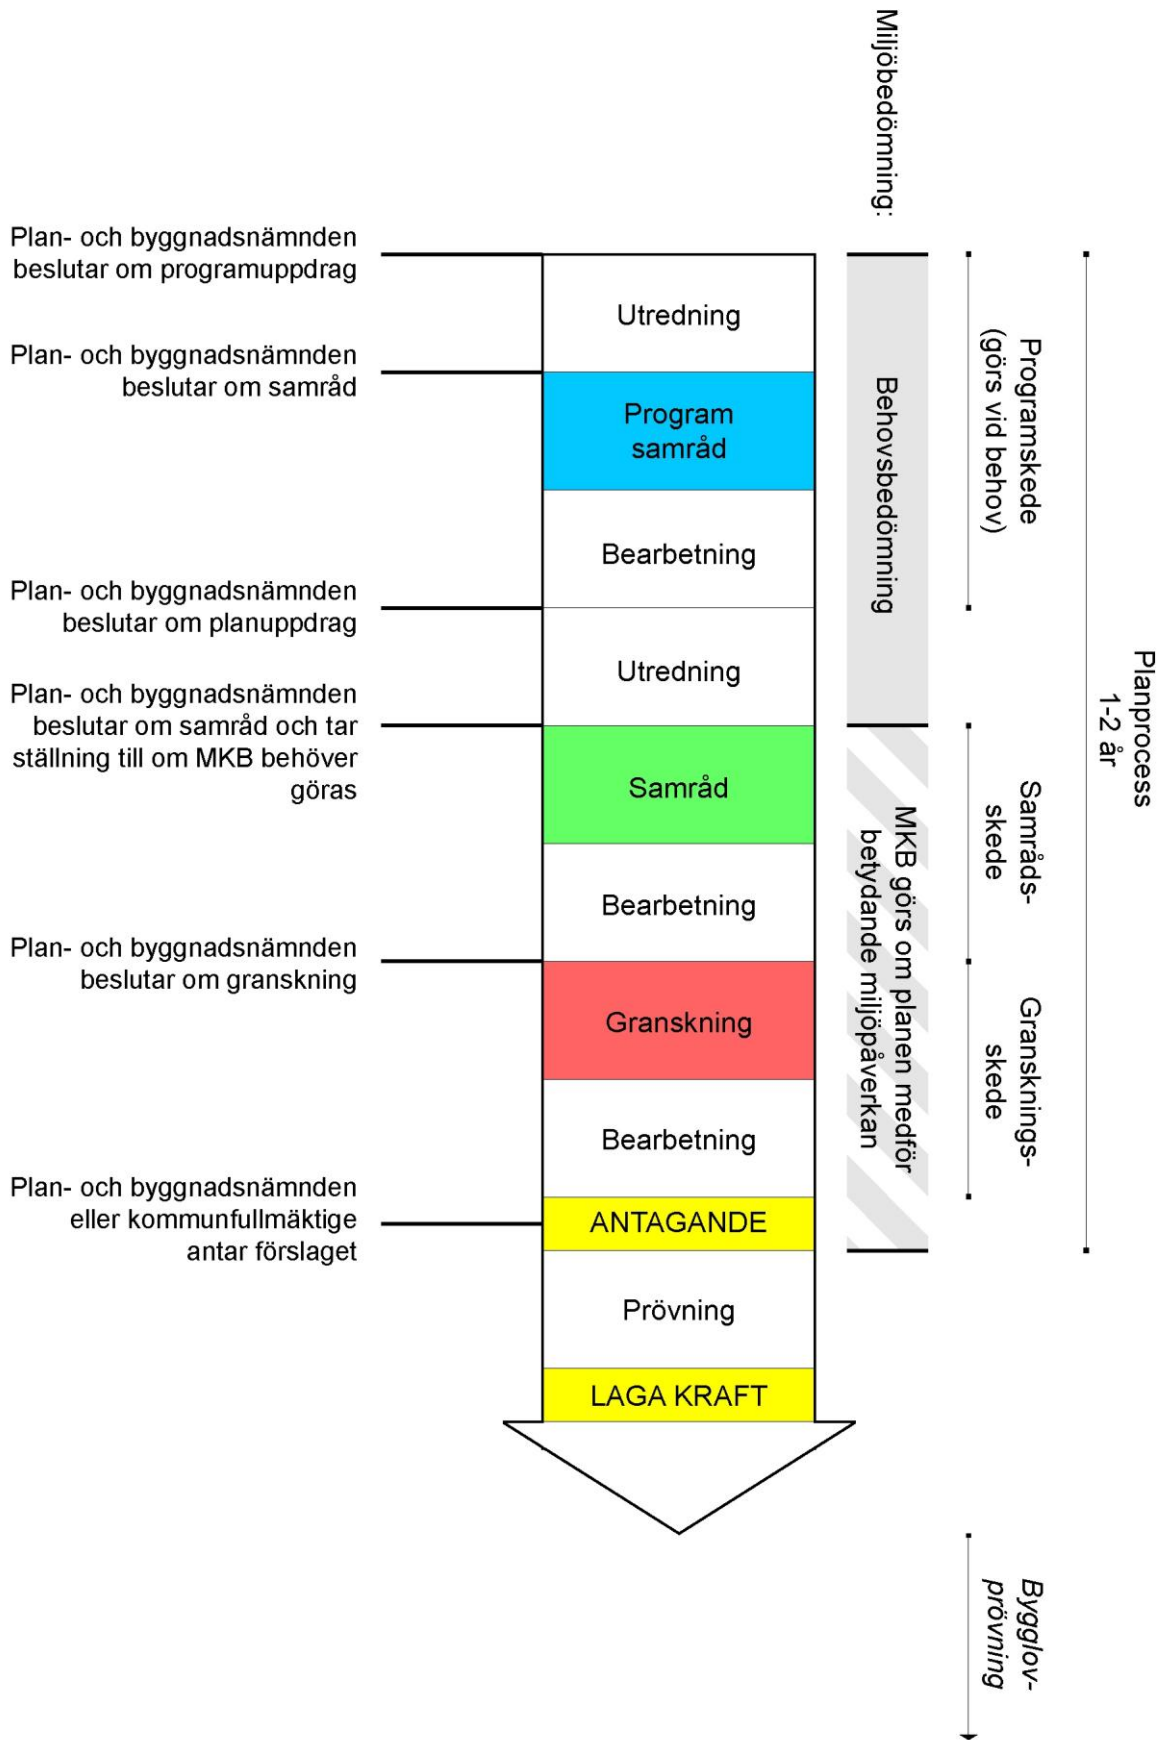 Miljöbedömning:
Plan- och byggnadsnämnden
beslutar om programuppdrag
Plan- och byggnadsnämnden
beslutar om samråd
Plan- och byggnadsnämnden
beslutar om planuppdrag
Plan- och byggnadsnämnden
beslutar om samråd och tar
ställning till om MKB behöver
göras
Plan- och byggnadsnämnden
beslutar om granskning
Plan- och byggnadsnämnden
eller kommunfullmäktige
antar förslaget
Utredning
Program
samråd
Bearbetning
Utredning
Samråd
Bearbetning
Granskning
Bearbetning
ANTAGANDE
Prövning
LAGA KRAFT
Behovsbedömning
MKB görs om planen medför
betydande miljöpåverkan
Programskede
(görs vid behov)
Samråds-
skede
Gransknings-
skede
Bygglov-
prövning
Planprocess
1-2 år